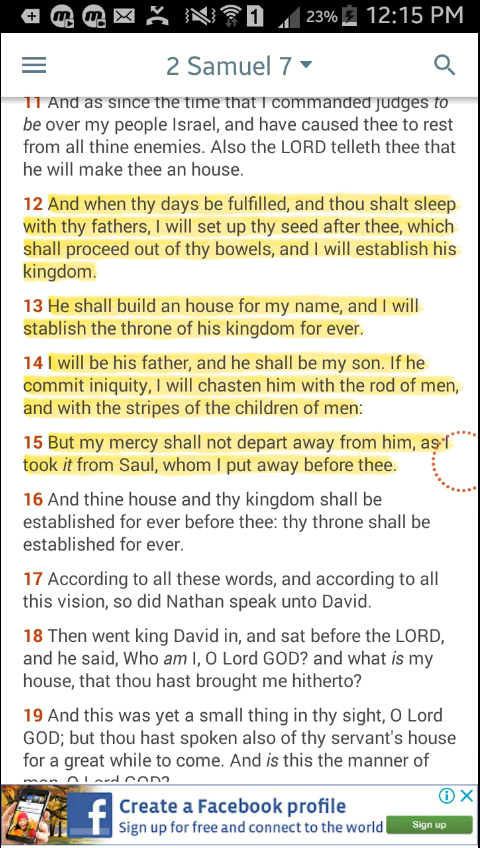 1
23%
12:15 PM
2 Samuel 7
11 And as since the time that I commanded judges to
be over my people Israel, and have caused thee to rest
from all thine enemies. Also the LORD telleth thee that
he will make thee an house.
12 And when thy days be fulfilled, and thou shalt sleep
with thy fathers, I will set up thy seed after thee, which
shall proceed out of thy bowels, and I will establish his
kingdom.
13 He shall build an house for my name, and I will
stablish the throne of his kingdom for ever.
14 I will be his father, and he shall be my son. If he
commit iniquity, I will chasten him with the rod of men,
and with the stripes of the children of men:
15 But my mercy shall not depart away from him, as I
took it from Saul, whom I put away before thee.
16 And thine house and thy kingdom shall be
established for ever before thee: thy throne shall be
established for ever.
17 According to all these words, and according to all
this vision, so did Nathan speak unto David.
18 Then went king David in, and sat before the LORD,
and he said, Who am I, O Lord GOD? and what is my
house, that thou hast brought me hitherto?
19 And this was yet a small thing in thy sight, O Lord
GOD; but thou hast spoken also of thy servant's house
for a great while to come. And is this the manner of
man, O Lord GOD?
Create a Facebook profile
Sign up for free and connect to the world
Sign up